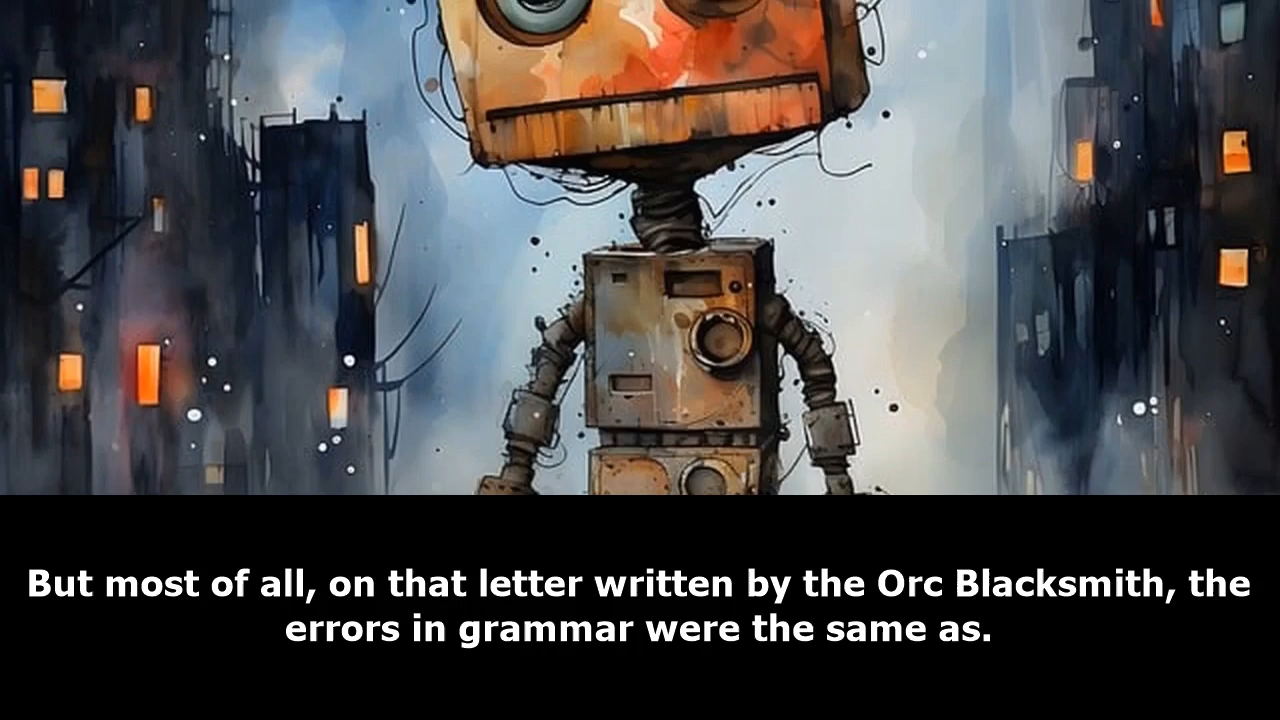 But most of all, on that letter written by the Orc Blacksmith, the
errors in grammar were the same as.